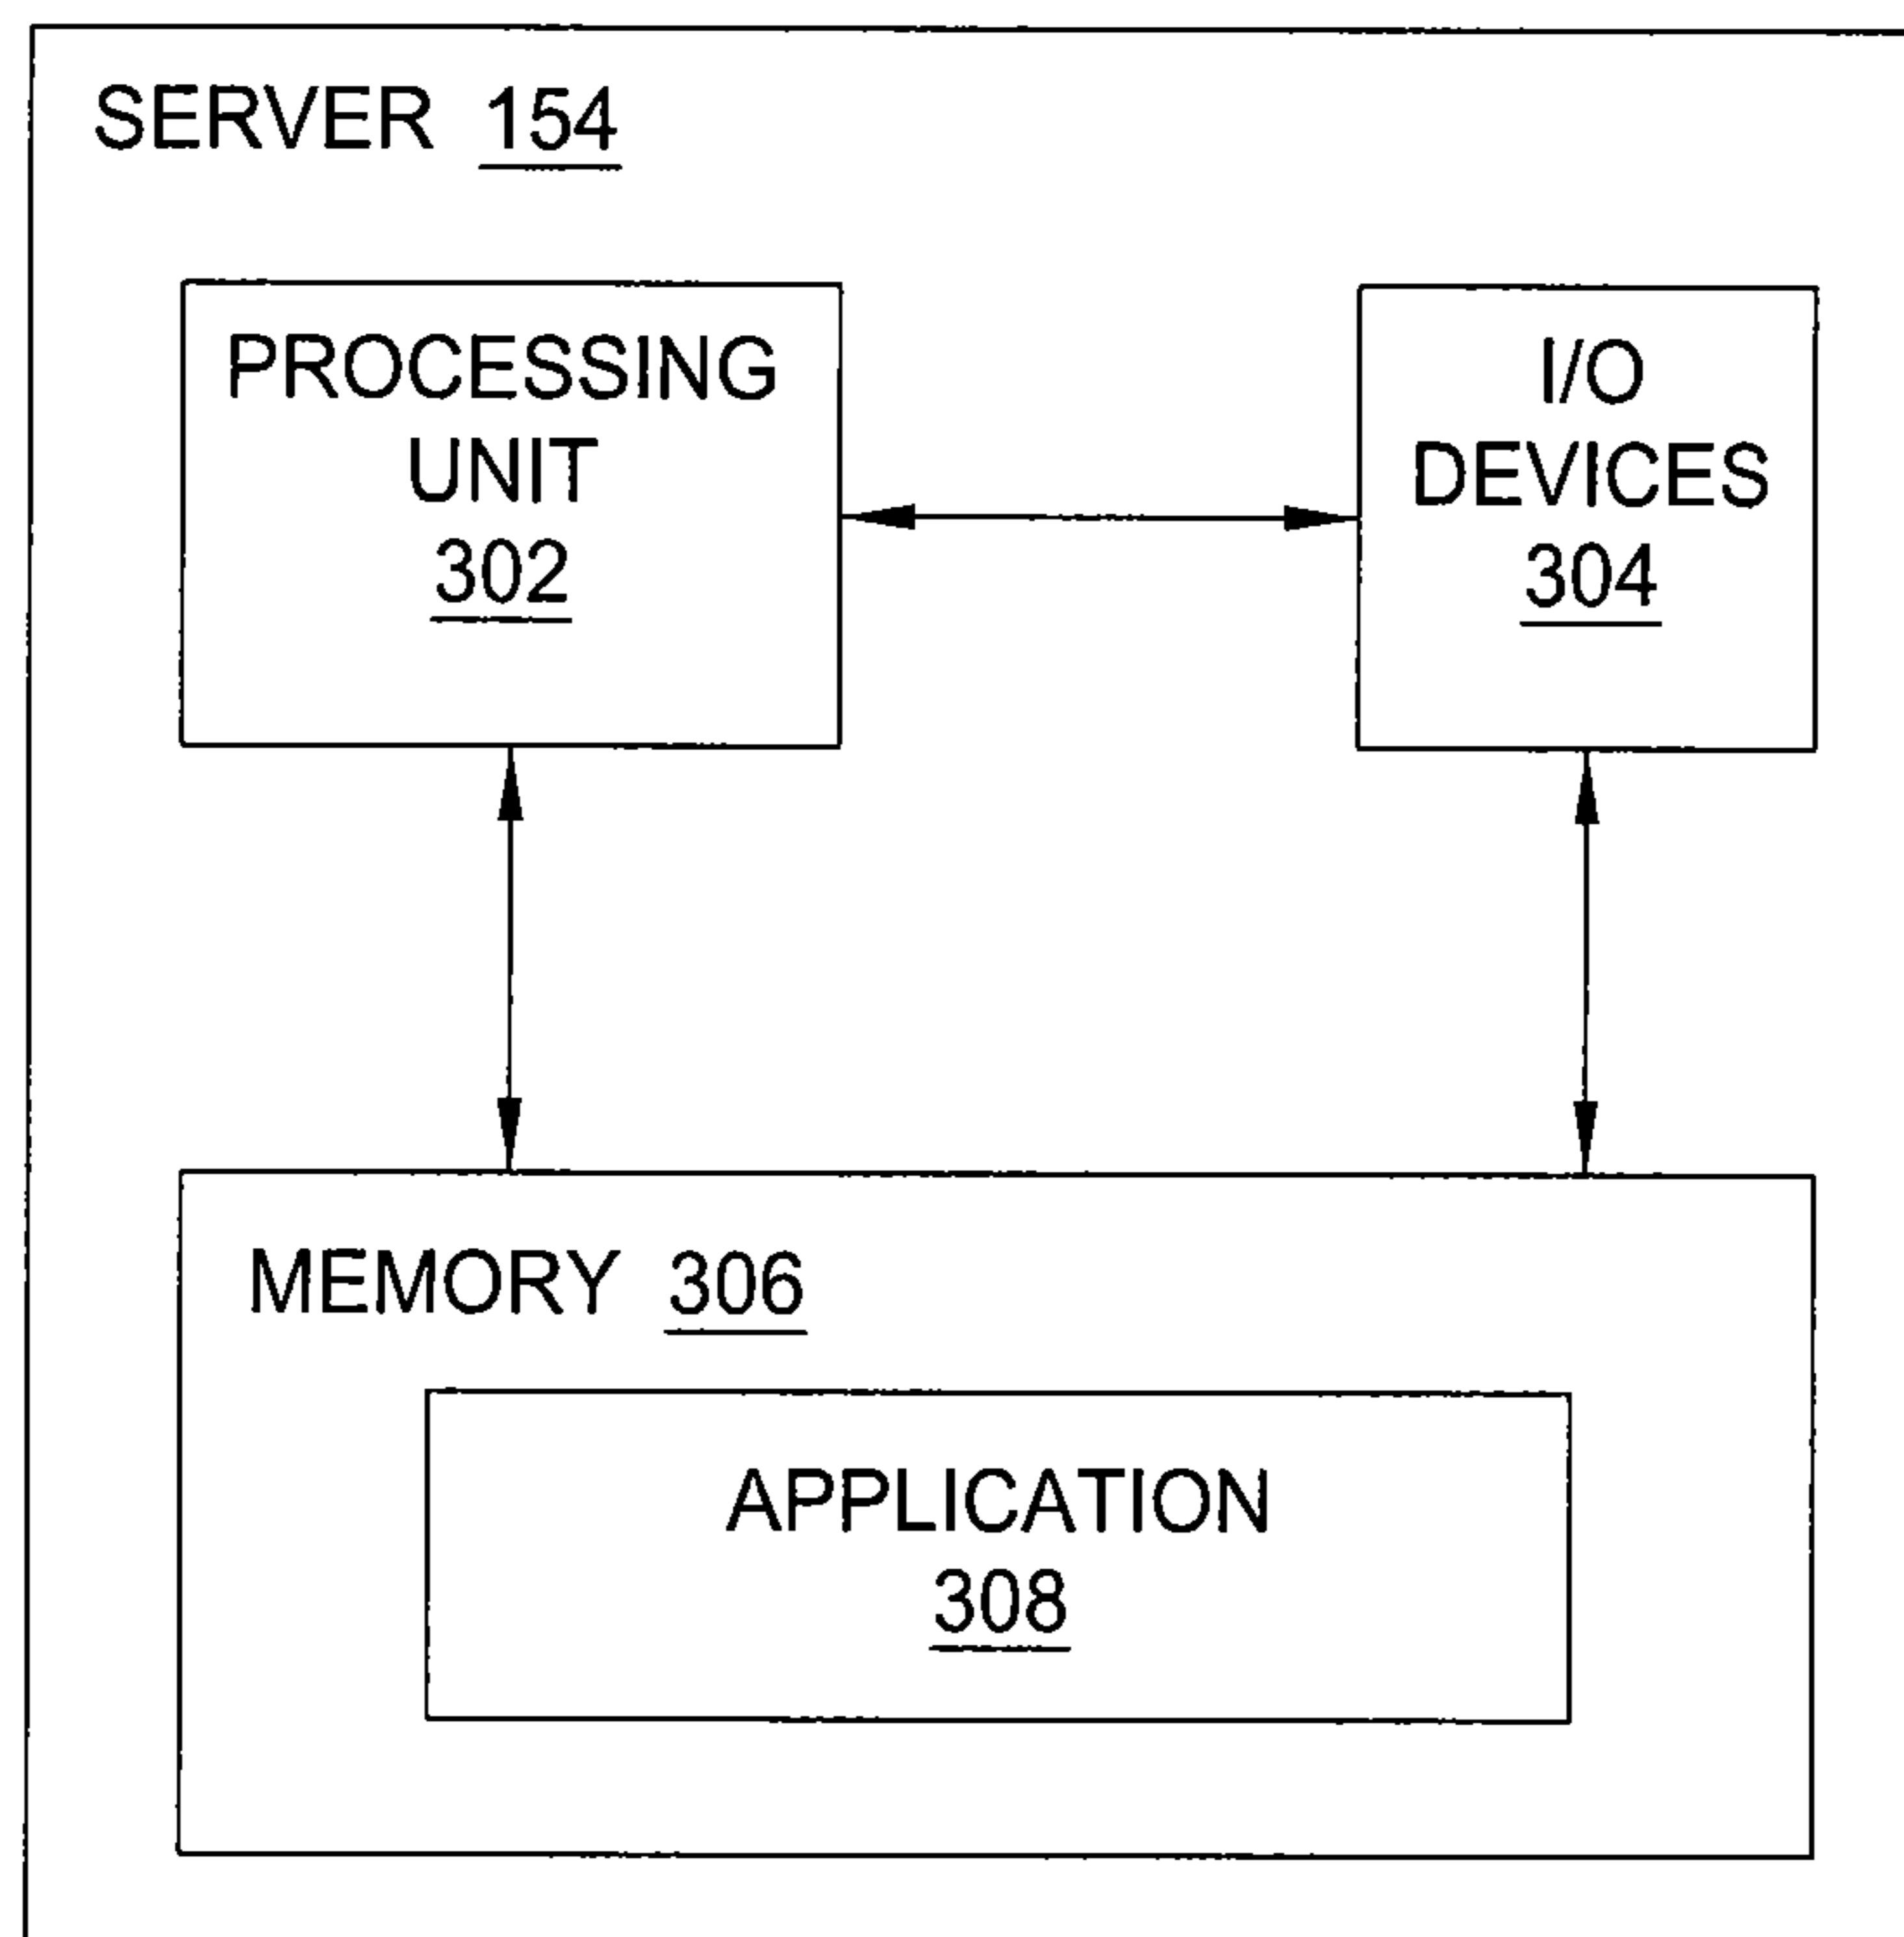 SERVER 154
PROCESSING
UNIT
302
I/O
DEVICES
304
MEMORY 306
APPLICATION
308